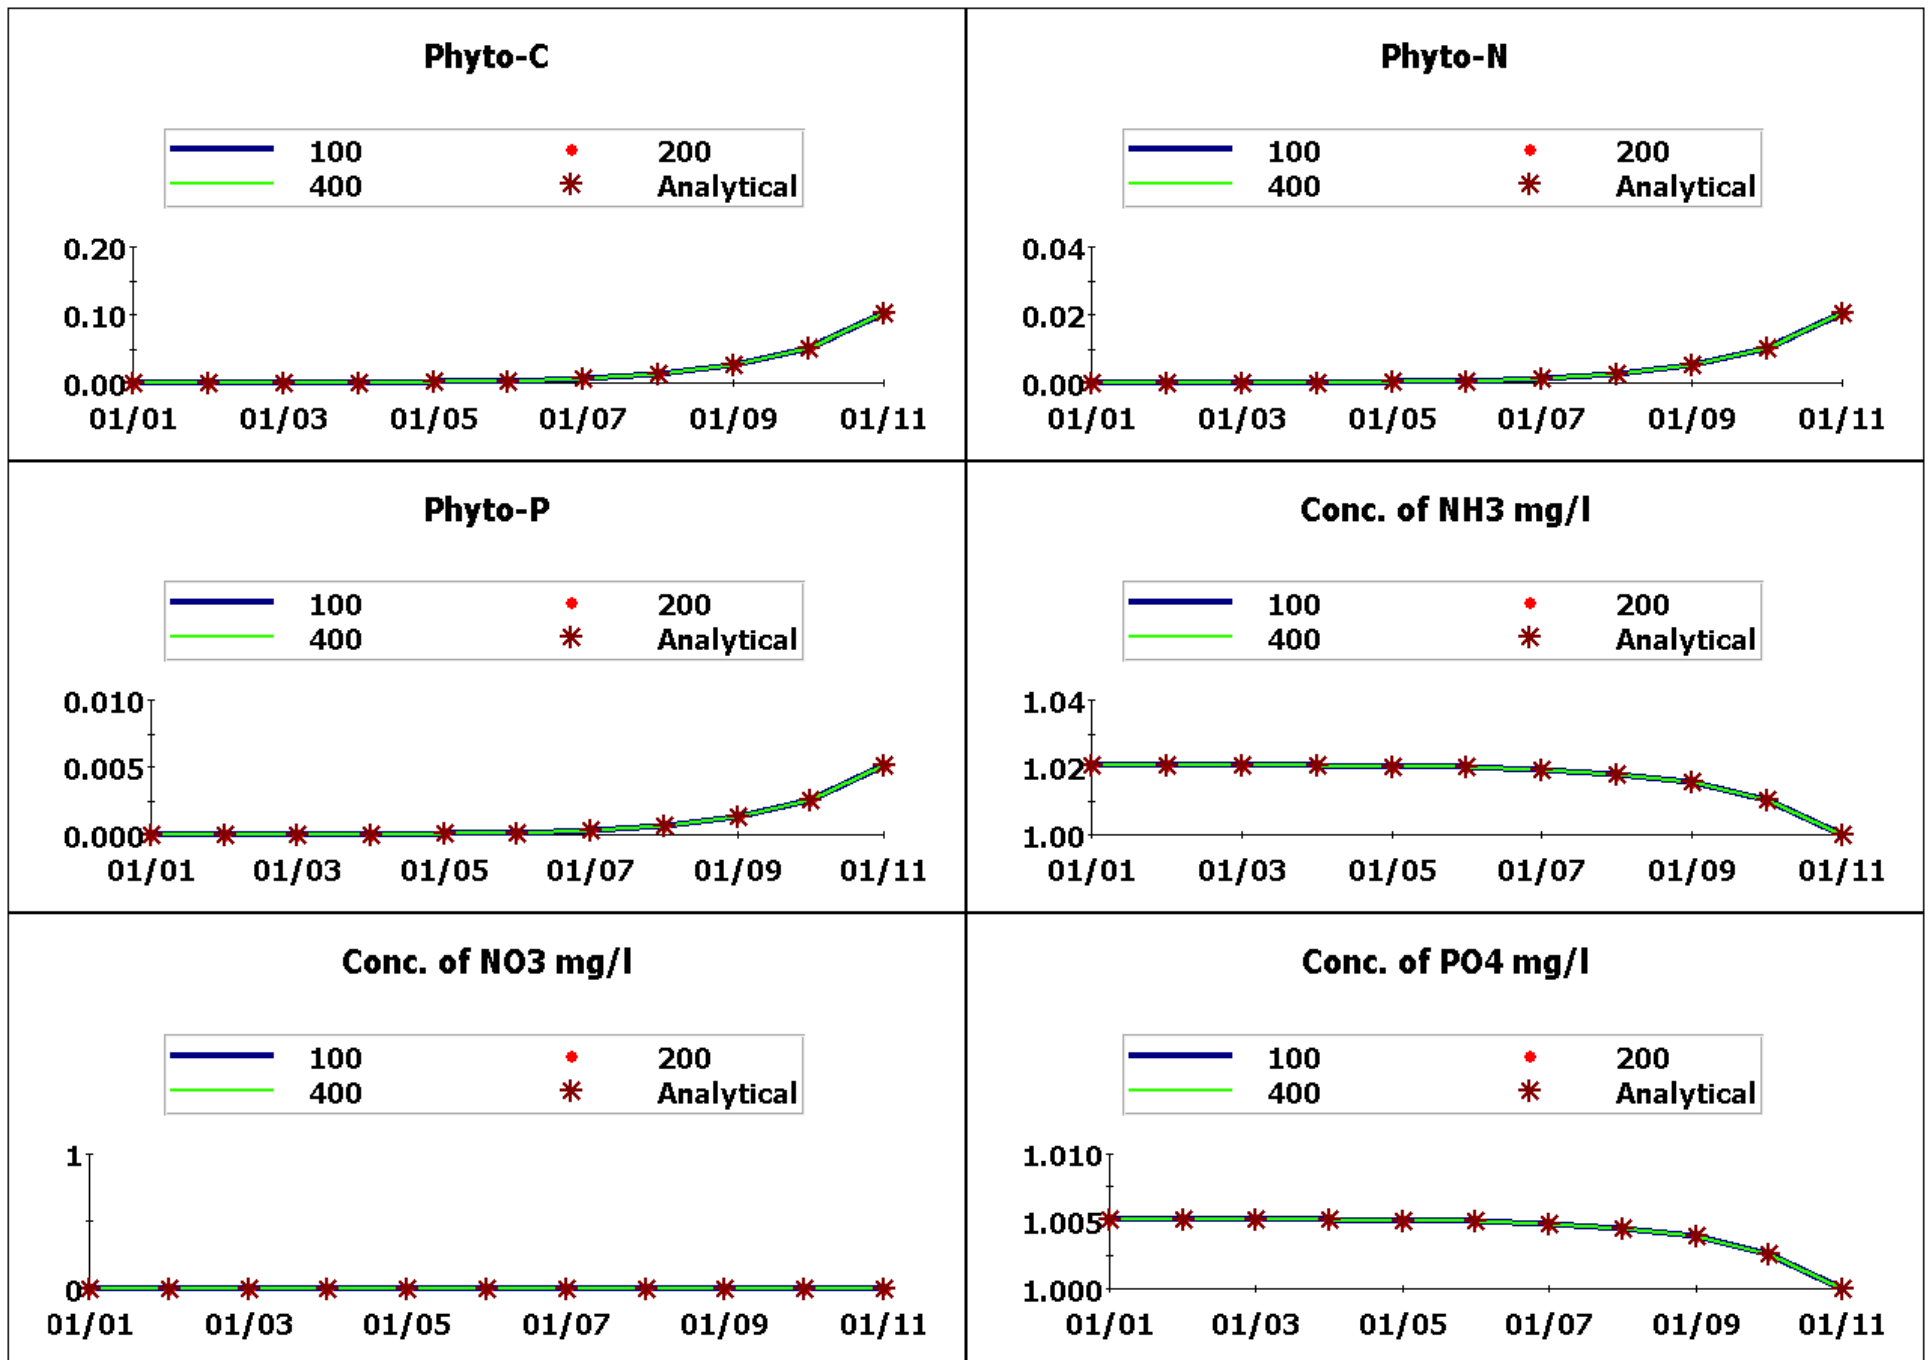 Phyto-C
100 200
400 Analytical
0.20
0.10
0.00
01/01 01/03 01/05 01/07 01/09 01/11
Phyto-N
100 200
400 Analytical
0.04
0.02
0.00
01/01 01/03 01/05 01/07 01/09 01/11
Phyto-P
100 200
400 Analytical
0.010
0.005
0.000
01/01 01/03 01/05 01/07 01/09 01/11
Conc. of NH3 mg/l
100 200
400 Analytical
1.04
1.02
1.00
01/01 01/03 01/05 01/07 01/09 01/11
Conc. of NO3 mg/l
100 200
400 Analytical
1
0
01/01 01/03 01/05 01/07 01/09 01/11
Conc. of PO4 mg/l
100 200
400 Analytical
1.010
1.005
1.000
01/01 01/03 01/05 01/07 01/09 01/11